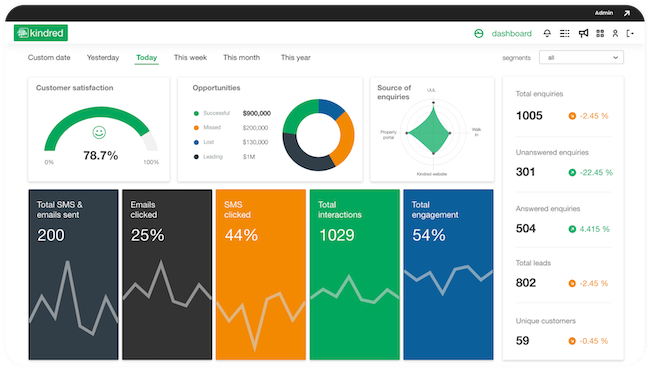 Admin
kindred
dashboard
Custom date
Yesterday
Today
This week
This month
This year
segments
all
Customer satisfaction
0%
78.7%
100%
Opportunities
Successful $900,000
Missed $200,000
Lost $130,000
Leading $1M
Source of
enquiries
Property
portal
Walk
In
Kindred website
Total enquiries
1005 -2.45 %
Unanswered enquiries
301 -22.45 %
Answered enquiries
504 4.415 %
Total leads
802 -2.45 %
Unique customers
59 -0.45 %
Total SMS &
emails sent
200
Emails
clicked
25%
SMS
clicked
44%
Total
interactions
1029
Total
engagement
54%